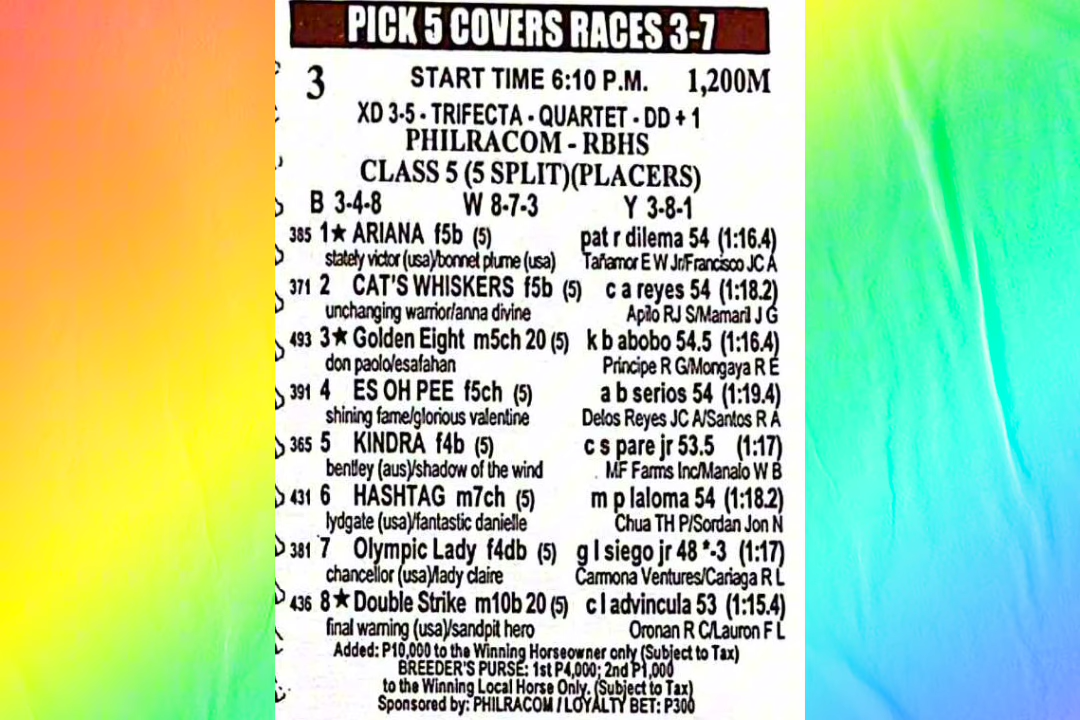 PICK 5 COVERS RACES 3-7
3 START TIME 6:10 P.M. 1,200M
XD 3-5 - TRIFECTA - QUARTET - DD + 1
PHILRACOM - RBHS
CLASS 5 (5 SPLIT)(PLACERS)
B 3-4-8 W 8-7-3 Y 3-8-1
385 1★ ARIANA f5b (5) pat r dilema 54 (1:16.4)
stately victor (usa)/bonnet plume (usa) Tañamor E W Jr/Francisco JC A
371 2 CAT'S WHISKERS f5b (5) c a reyes 54 (1:18.2)
unchanging warrior/anna divine Apilo RJ S/Mamaril J G
493 3★ Golden Eight m5ch 20 (5) k b abobo 54.5 (1:16.4)
don paolo/esafahan Principe R G/Mongaya R E
391 4 ES OH PEE f5ch (5) a b serios 54 (1:19.4)
shining fame/glorious valentine Delos Reyes JC A/Santos R A
365 5 KINDRA f4b (5) c s pare jr 53.5 (1:17)
bentley (aus)/shadow of the wind MF Farms Inc/Manalo W B
431 6 HASHTAG m7ch (5) m p laloma 54 (1:18.2)
lydgate (usa)/fantastic danielle Chua TH P/Sordan Jon N
381 7 Olympic Lady f4db (5) g l siego jr 48 *-3 (1:17)
chancellor (usa)/lady claire Carmona Ventures/Cariaga R L
436 8★ Double Strike m10b 20 (5) c l advincula 53 (1:15.4)
final warning (usa)/sandpit hero Oronan R C/Lauron F L
Added: P10,000 to the Winning Horseowner only (Subject to Tax)
BREEDER'S PURSE: 1st P4,000; 2nd P1,000
to the Winning Local Horse Only. (Subject to Tax)
Sponsored by: PHILRACOM / LOYALTY BET: P300